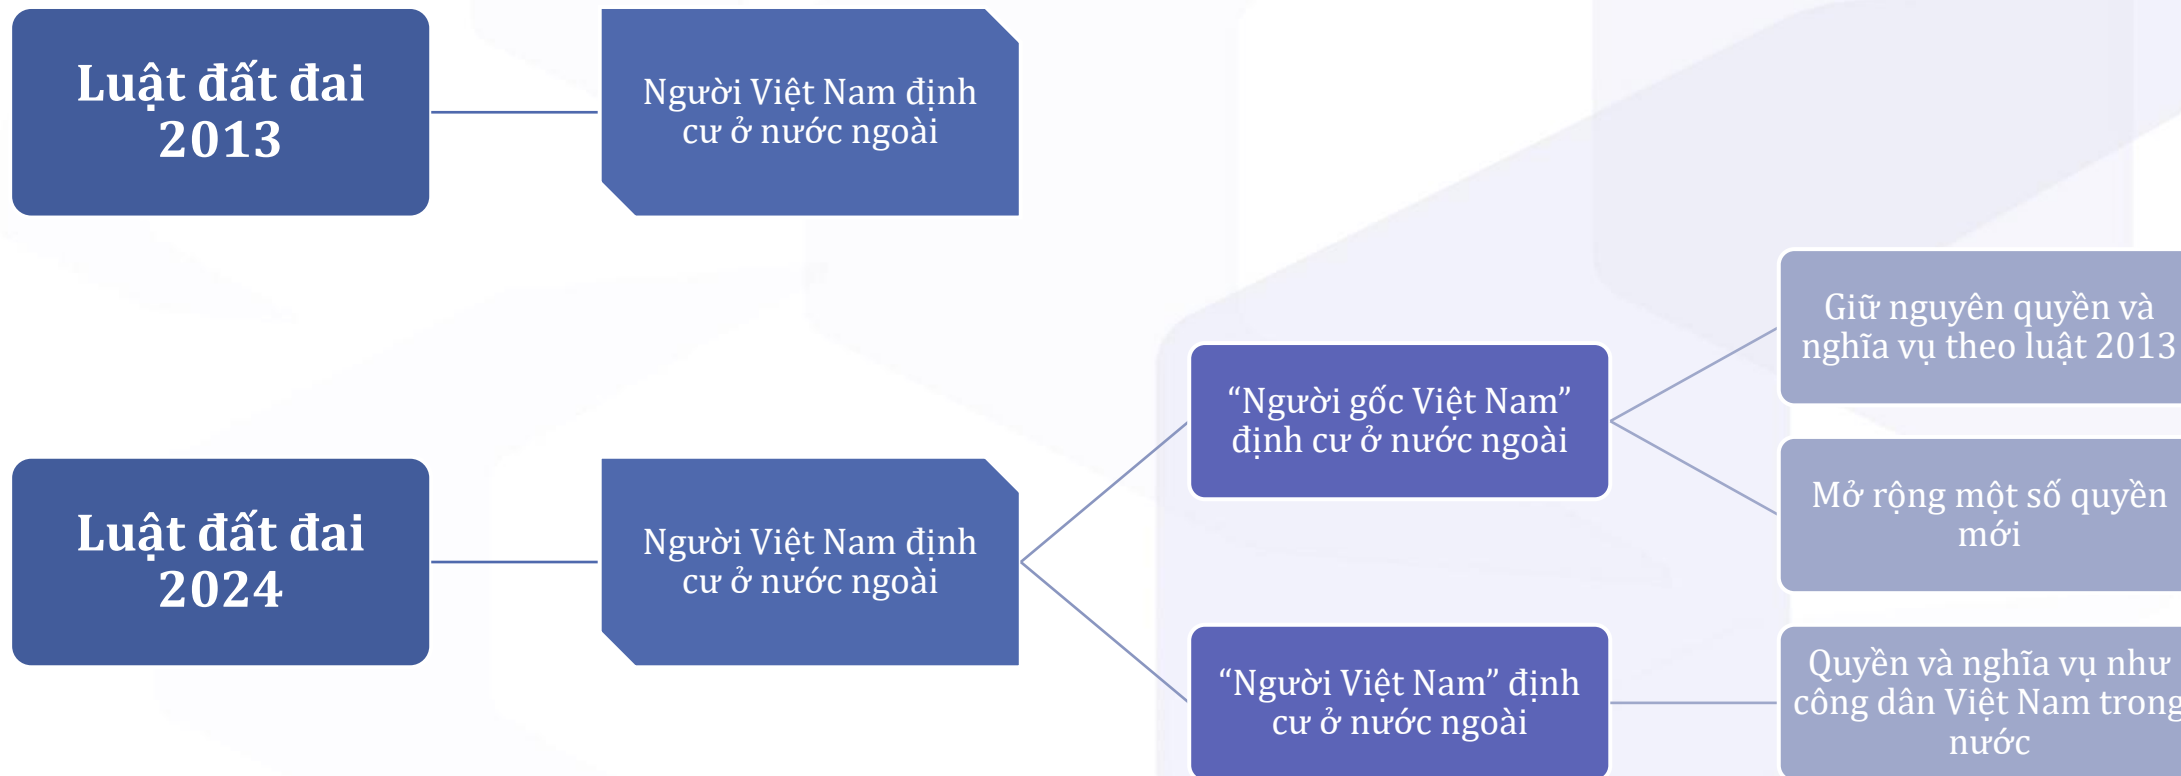 Luật đất đai
2013
Người Việt Nam định
cư ở nước ngoài
Luật đất đai
2024
Người Việt Nam định
cư ở nước ngoài
“Người gốc Việt Nam”
định cư ở nước ngoài
Giữ nguyên quyền và
nghĩa vụ theo luật 2013
Mở rộng một số quyền
mới
“Người Việt Nam” định
cư ở nước ngoài
Quyền và nghĩa vụ như
công dân Việt Nam trong
nước